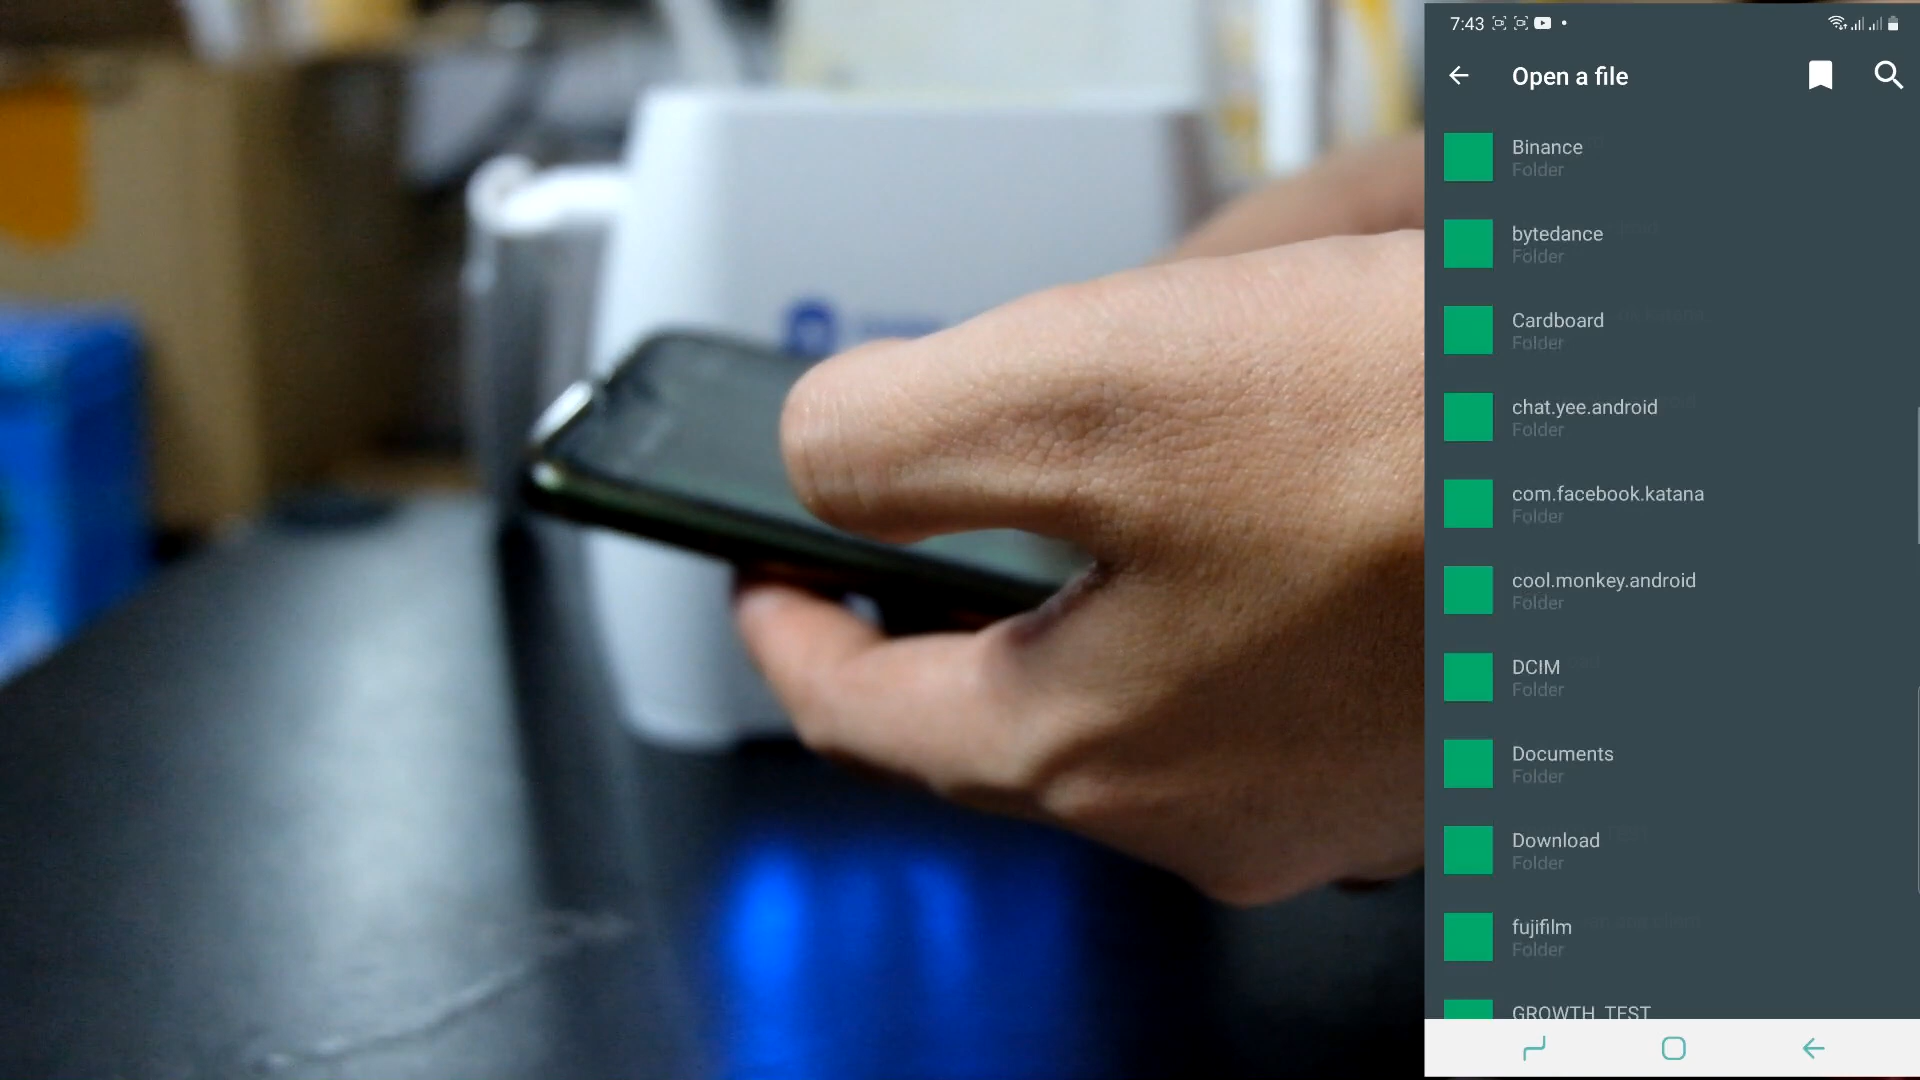 7:43
Open a file
Binance
Folder
bytedance
Folder
Cardboard
Folder
chat.yee.android
Folder
com.facebook.katana
Folder
cool.monkey.android
Folder
DCIM
Folder
Documents
Folder
Download
Folder
fujifilm
Folder
GROWTH_TEST